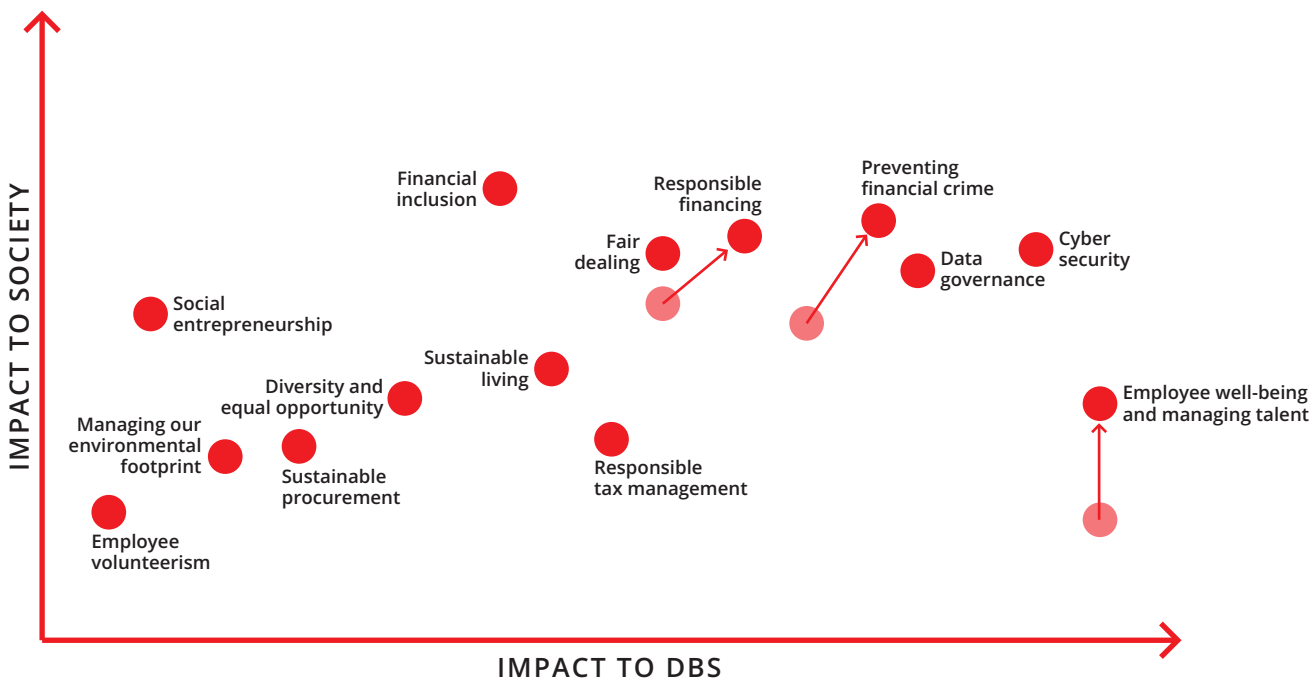 IMPACT TO SOCIETY
Financial
inclusion
Responsible
financing
Preventing
financial crime
Fair
dealing
Cyber
security
Data
governance
Social
entrepreneurship
Sustainable
living
Diversity and
equal opportunity
Employee well-being
and managing talent
Managing our
environmental
footprint
Sustainable
procurement
Responsible
tax management
Employee
volunteerism
IMPACT TO DBS